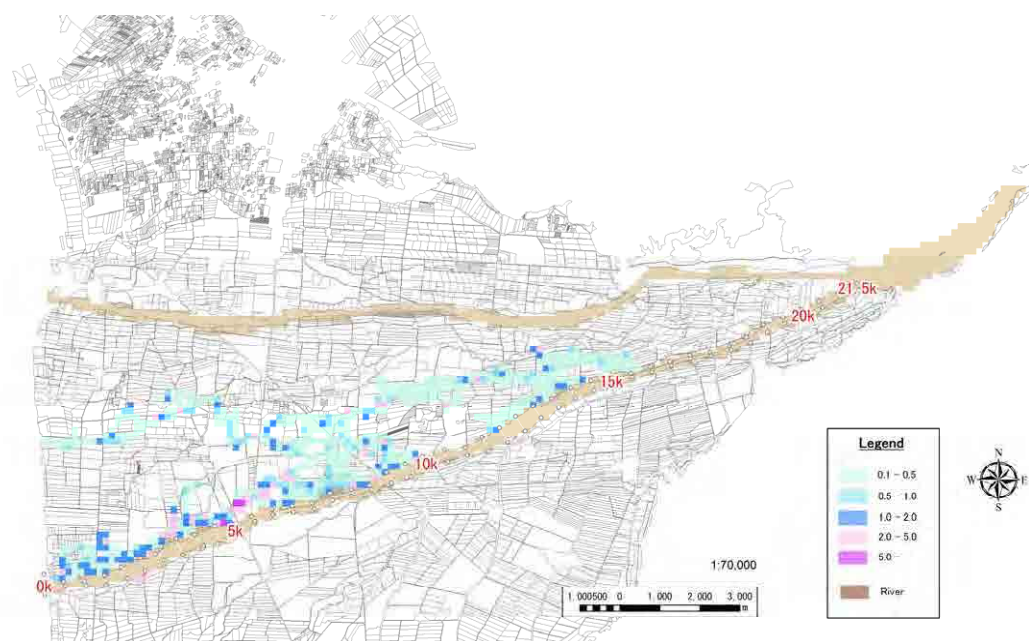 21.5k
20k
15k
10k
5k
0k
Legend
0.1 - 0.5
0.5 - 1.0
1.0 - 2.0
2.0 - 5.0
5.0 -
River
N
W E
S
1:70,000
1,000500 0 1,000 2,000 3,000
m